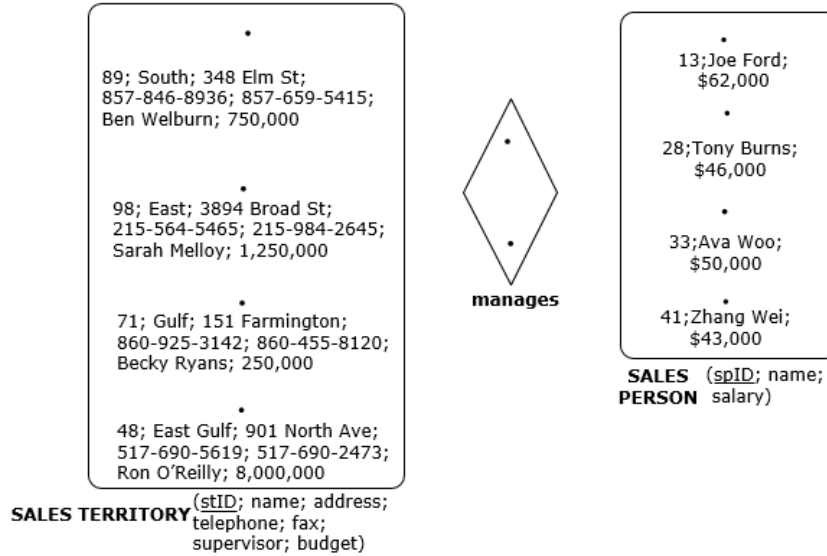 89; South; 348 Elm St;
857-846-8936; 857-659-5415;
Ben Welburn; 750,000
98; East; 3894 Broad St;
215-564-5465; 215-984-2645;
Sarah Melloy; 1,250,000
71; Gulf; 151 Farmington;
860-925-3142; 860-455-8120;
Becky Ryans; 250,000
48; East Gulf; 901 North Ave;
517-690-5619; 517-690-2473;
Ron O'Reilly; 8,000,000
SALES TERRITORY (stID; name; address;
telephone; fax;
supervisor; budget)
manages
13;Joe Ford;
$62,000
28;Tony Burns;
$46,000
33;Ava Woo;
$50,000
41;Zhang Wei;
$43,000
SALES (spID; name;
PERSON salary)